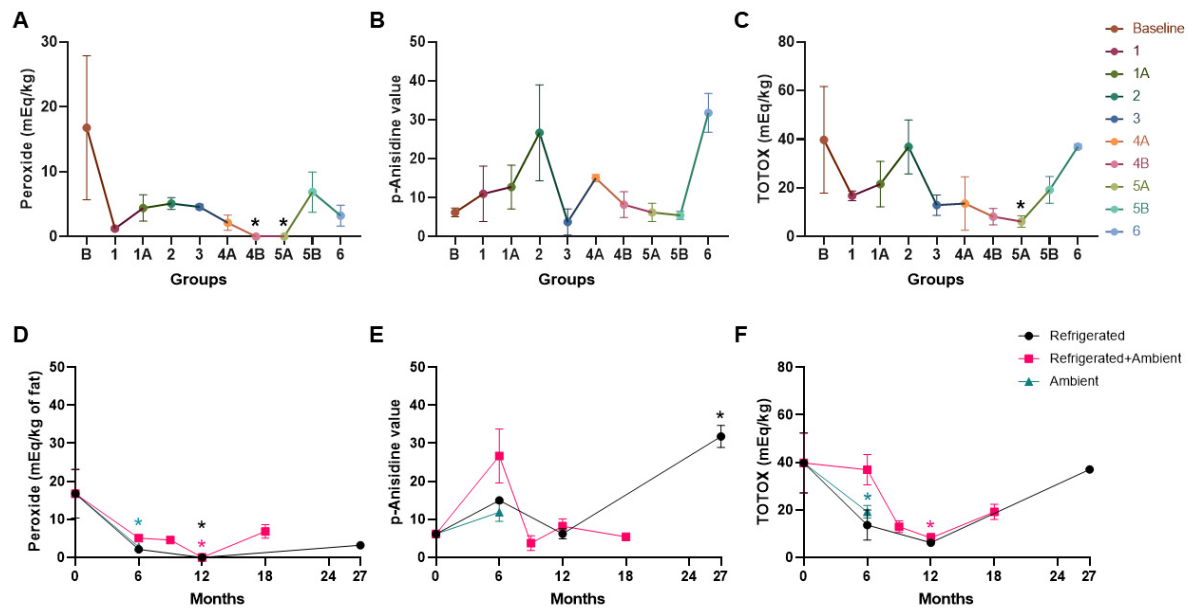 A
Peroxide (mEq/kg)
30
20
10
0
B 1 1A 2 3 4A 4B 5A 5B 6
* *
Groups
B
p-Anisidine value
50
40
30
20
10
0
B 1 1A 2 3 4A 4B 5A 5B 6
Groups
C
TOTOX (mEq/kg)
80
60
40
20
0
B 1 1A 2 3 4A 4B 5A 5B 6
*
Groups
Baseline
1
1A
2
3
4A
4B
5A
5B
6
D
Peroxide (mEq/kg of fat)
50
40
30
20
10
0
0 6 12 18 24 27
* * *
Months
E
p-Anisidine value
50
40
30
20
10
0
0 6 12 18 24 27
*
Months
F
TOTOX (mEq/kg)
80
60
40
20
0
0 6 12 18 24 27
* *
Months
Refrigerated
Refrigerated+Ambient
Ambient